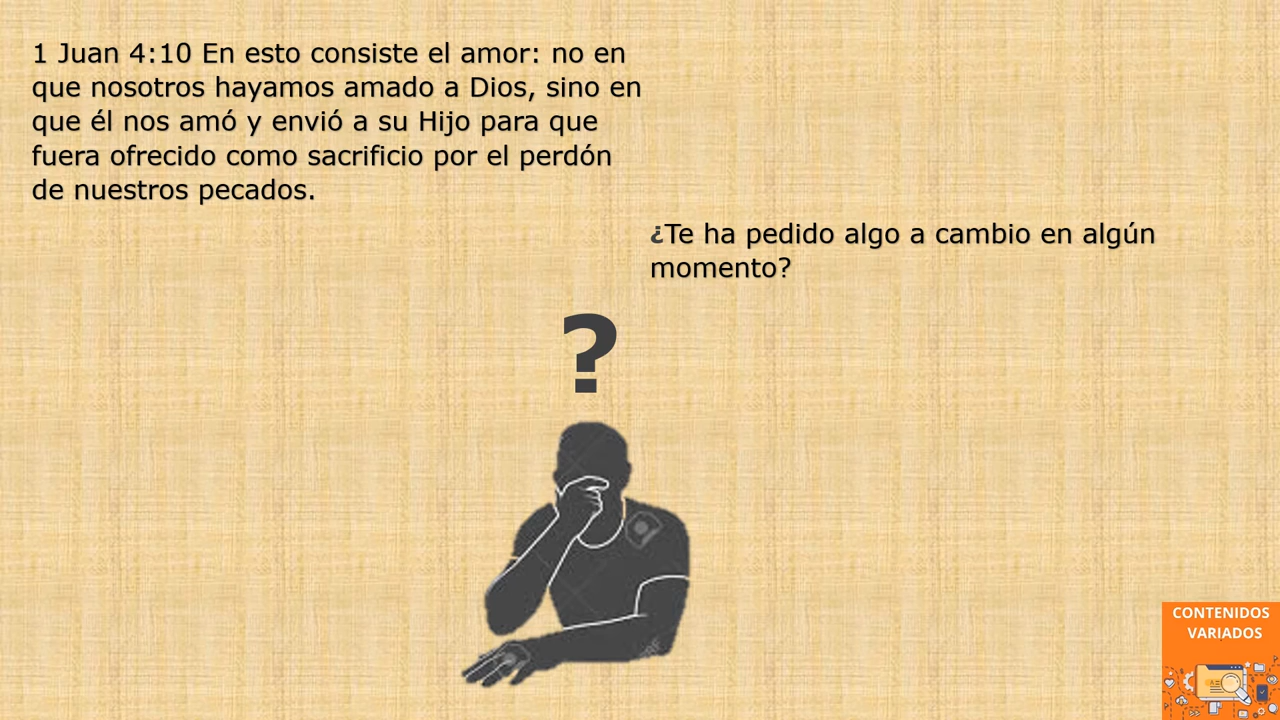 1 Juan 4:10 En esto consiste el amor: no en
que nosotros hayamos amado a Dios, sino en
que él nos amó y envió a su Hijo para que
fuera ofrecido como sacrificio por el perdón
de nuestros pecados.
¿Te ha pedido algo a cambio en algún
momento?
?
CONTENIDOS
VARIADOS